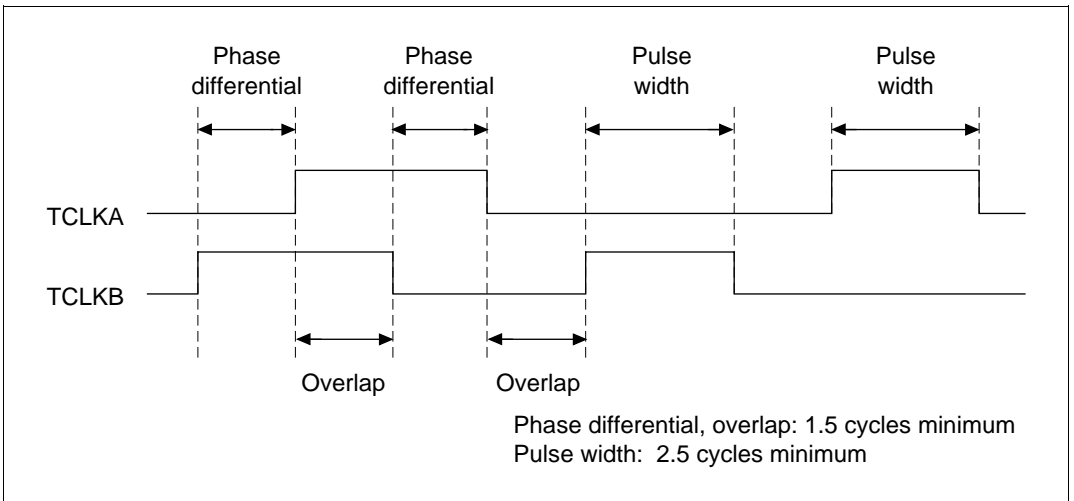 Phase
differential
Phase
differential
Pulse
width
Pulse
width
TCLKA
TCLKB
Overlap
Overlap
Phase differential, overlap: 1.5 cycles minimum
Pulse width: 2.5 cycles minimum